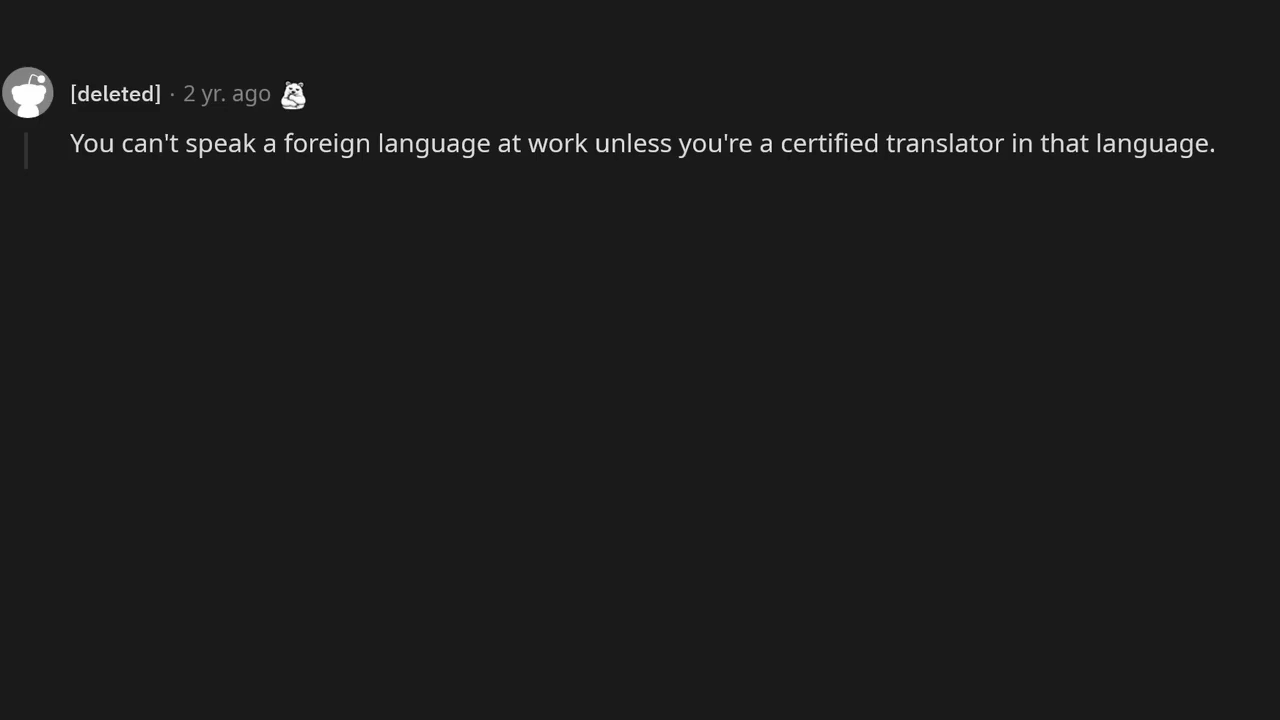 [deleted] · 2 yr. ago
You can't speak a foreign language at work unless you're a certified translator in that language.